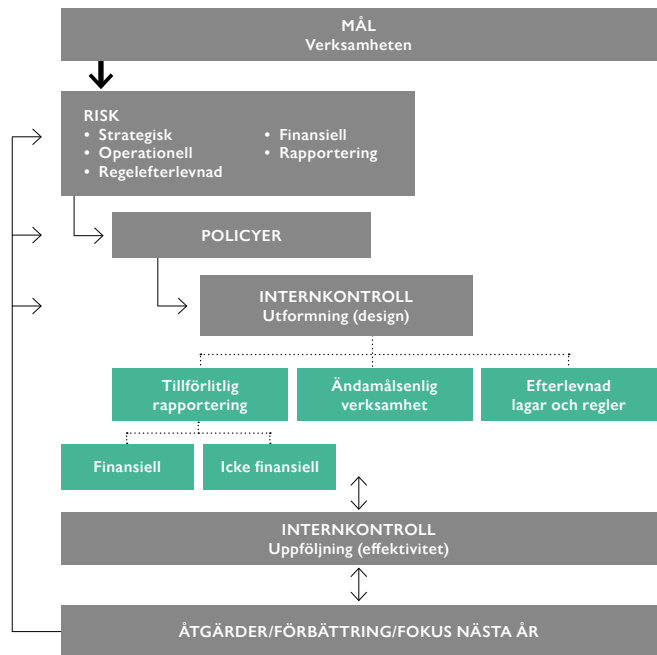 MÅL
Verksamheten
RISK
• Strategisk
• Operationell
• Regelefterlevnad
• Finansiell
• Rapportering
POLICYER
INTERNKONTROLL
Utformning (design)
Tillförlitlig
rapportering
Ändamålsenlig
verksamhet
Efterlevnad
lagar och regler
Finansiell
Icke finansiell
INTERNKONTROLL
Uppföljning (effektivitet)
ÅTGÄRDER/FÖRBÄTTRING/FOKUS NÄSTA ÅR